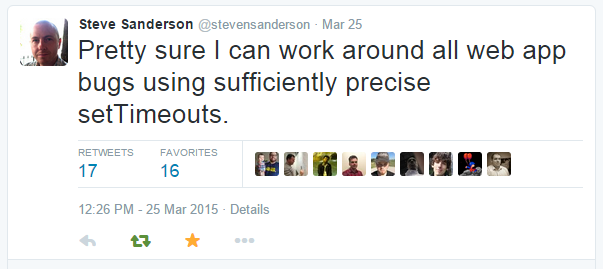 Steve Sanderson @stevensanderson · Mar 25
Pretty sure I can work around all web app
bugs using sufficiently precise
setTimeouts.
RETWEETS FAVORITES
17 16
12:26 PM - 25 Mar 2015 · Details